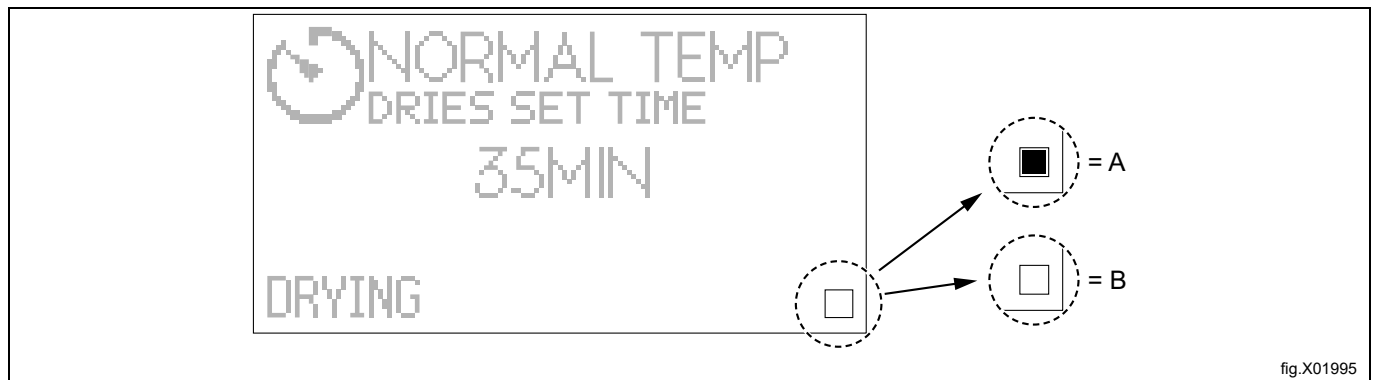 NORMAL TEMP
DRIES SET TIME
35MIN
DRYING
= A
= B
fig.X01995